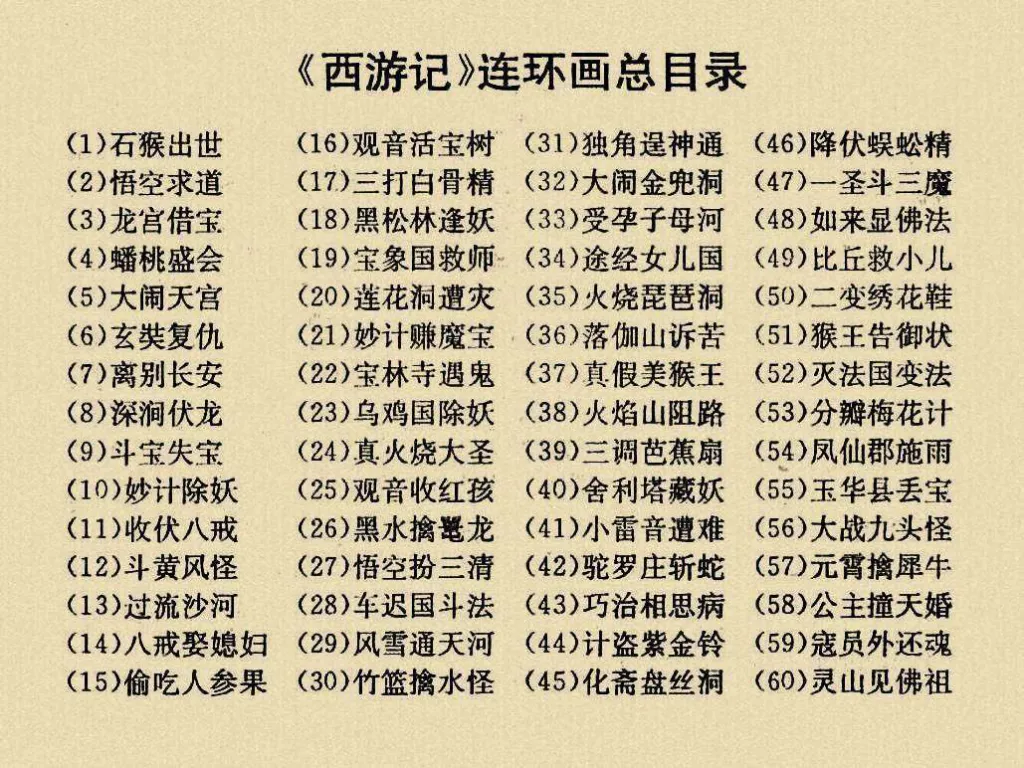 《西游记》连环画总目录
(1)石猴出世
(2)悟空求道
(3)龙宫借宝
(4)蟠桃盛会
(5)大闹天宫
(6)玄奘复仇
(7)离别长安
(8)深涧伏龙
(9)斗宝失宝
(10)妙计除妖
(11)收伏八戒
(12)斗黄风怪
(13)过流沙河
(14)八戒娶媳妇
(15)偷吃人参果
(16)观音活宝树
(17)三打白骨精
(18)黑松林逢妖
(19)宝象国救师
(20)莲花洞遭灾
(21)妙计赚魔宝
(22)宝林寺遇鬼
(23)乌鸡国除妖
(24)真火烧大圣
(25)观音收红孩
(26)黑水擒鼍龙
(27)悟空扮三清
(28)车迟国斗法
(29)风雪通天河
(30)竹篮擒水怪
(31)独角逞神通
(32)大闹金兜洞
(33)受孕子母河
(34)途经女儿国
(35)火烧琵琶洞
(36)落伽山诉苦
(37)真假美猴王
(38)火焰山阻路
(39)三调芭蕉扇
(40)舍利塔藏妖
(41)小雷音遭难
(42)驼罗庄斩蛇
(43)巧治相思病
(44)计盗紫金铃
(45)化斋盘丝洞
(46)降伏蜈蚣精
(47)一圣斗三魔
(48)如来显佛法
(49)比丘救小儿
(50)二变绣花鞋
(51)猴王告御状
(52)灭法国变法
(53)分瓣梅花计
(54)凤仙郡施雨
(55)玉华县丢宝
(56)大战九头怪
(57)元霄擒犀牛
(58)公主撞天婚
(59)寇员外还魂
(60)灵山见佛祖